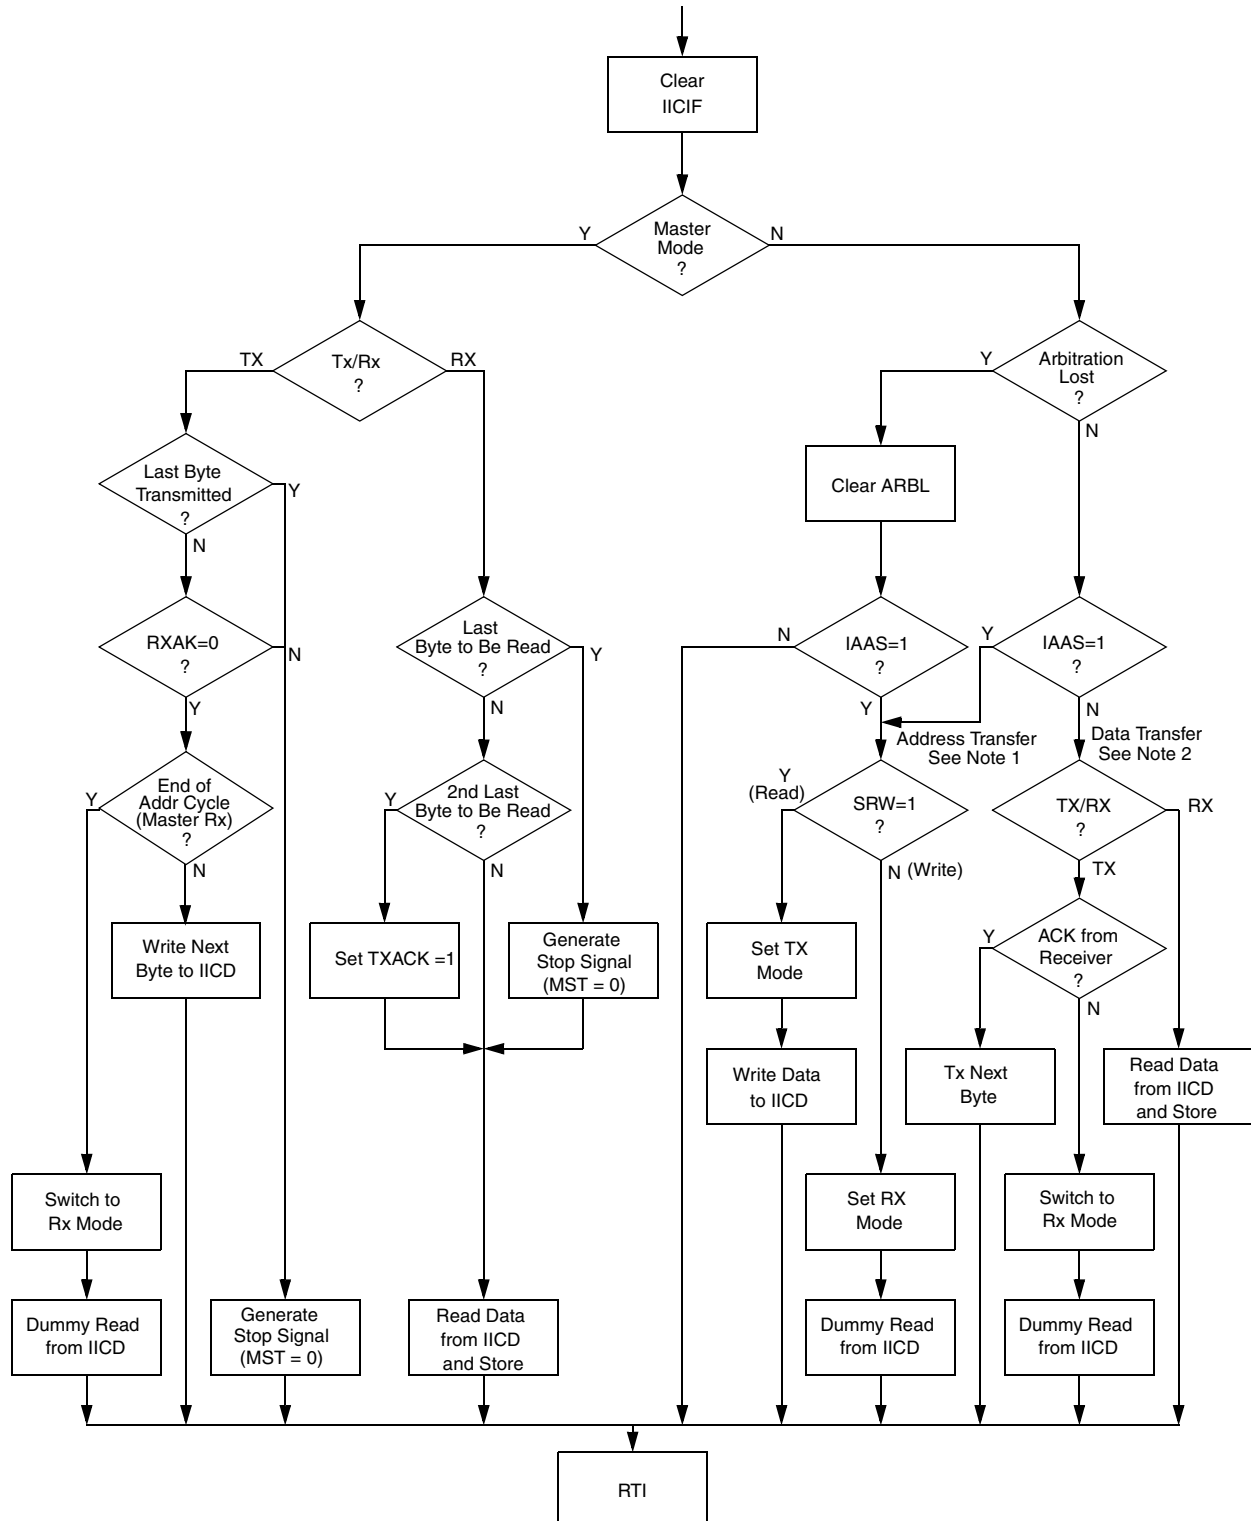 Clear
IICIF
Master
Mode
?
Y
N
Tx/Rx
?
TX
RX
Arbitration
Lost
?
Y
N
Last Byte
Transmitted
?
Y
N
Clear ARBL
RXAK=0
?
N
Y
Last
Byte to Be Read
?
Y
N
IAAS=1
?
N
Y
IAAS=1
?
Y
N
Address Transfer
See Note 1
Data Transfer
See Note 2
End of
Addr Cycle
(Master Rx)
?
Y
N
2nd Last
Byte to Be Read
?
Y
N
Y
(Read)
SRW=1
?
N (Write)
TX/RX
?
RX
TX
Write Next
Byte to IICD
Set TXACK =1
Generate
Stop Signal
(MST = 0)
Set TX
Mode
Y
ACK from
Receiver
?
N
Write Data
to IICD
Tx Next
Byte
Read Data
from IICD
and Store
Switch to
Rx Mode
Set RX
Mode
Switch to
Rx Mode
Dummy Read
from IICD
Generate
Stop Signal
(MST = 0)
Read Data
from IICD
and Store
Dummy Read
from IICD
Dummy Read
from IICD
RTI